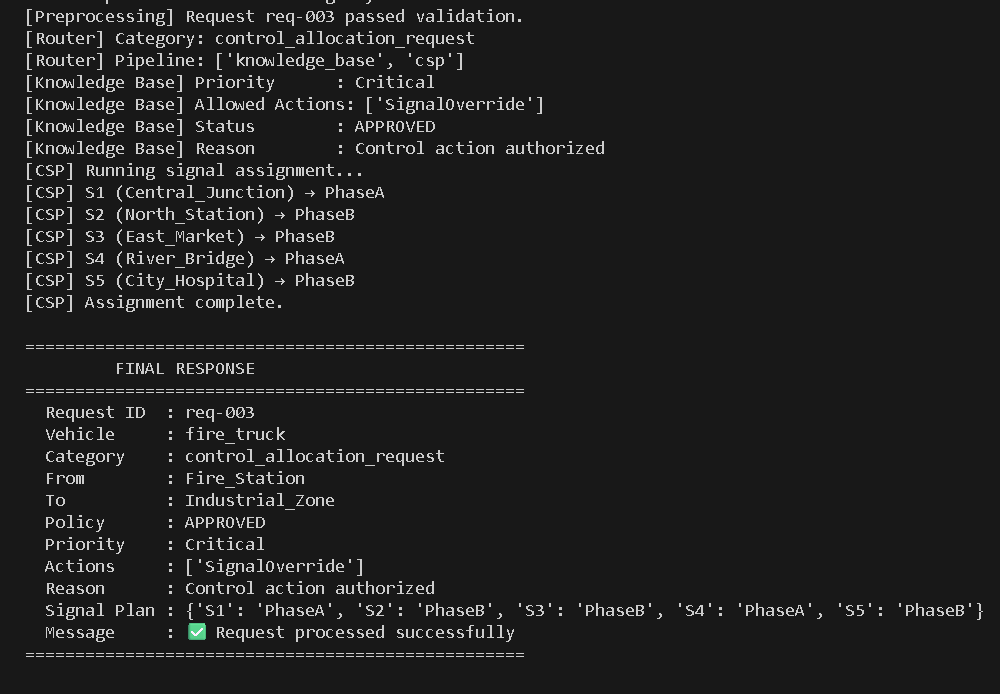 [Preprocessing] Request req-003 passed validation.
[Router] Category: control_allocation_request
[Router] Pipeline: ['knowledge_base', 'csp']
[Knowledge Base] Priority      : Critical
[Knowledge Base] Allowed Actions: ['SignalOverride']
[Knowledge Base] Status        : APPROVED
[Knowledge Base] Reason        : Control action authorized
[CSP] Running signal assignment...
[CSP] S1 (Central_Junction) → PhaseA
[CSP] S2 (North_Station) → PhaseB
[CSP] S3 (East_Market) → PhaseB
[CSP] S4 (River_Bridge) → PhaseA
[CSP] S5 (City_Hospital) → PhaseB
[CSP] Assignment complete.
==================================================
FINAL RESPONSE
==================================================
Request ID  : req-003
Vehicle     : fire_truck
Category    : control_allocation_request
From        : Fire_Station
To          : Industrial_Zone
Policy      : APPROVED
Priority    : Critical
Actions     : ['SignalOverride']
Reason      : Control action authorized
Signal Plan : {'S1': 'PhaseA', 'S2': 'PhaseB', 'S3': 'PhaseB', 'S4': 'PhaseA', 'S5': 'PhaseB'}
Message     : ✅ Request processed successfully
==================================================